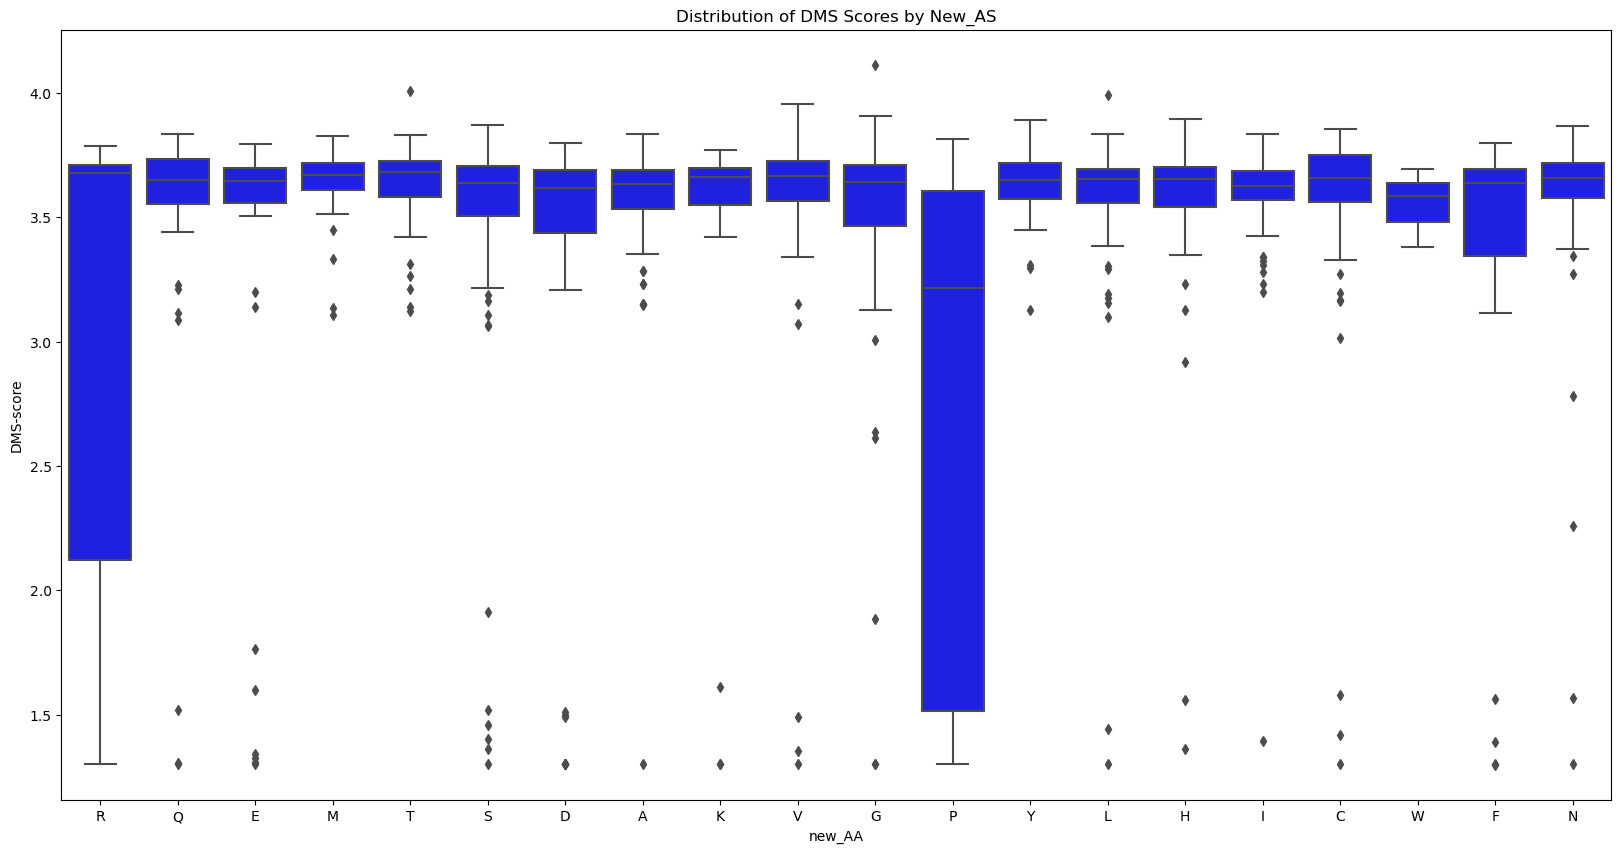 Distribution of DMS Scores by New_AS
DMS-score
4.0
3.5
3.0
2.5
2.0
1.5
R Q E M T S D A K V G P Y L H I C W F N
new_AA